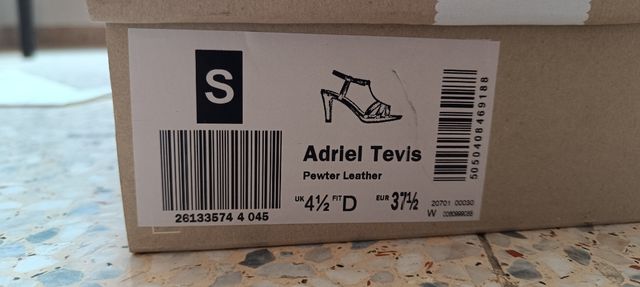 S
26133574 4 045
Adriel Tevis
Pewter Leather
UK 4½ FIT D EUR 37½
5050408469188
20701 00030
W